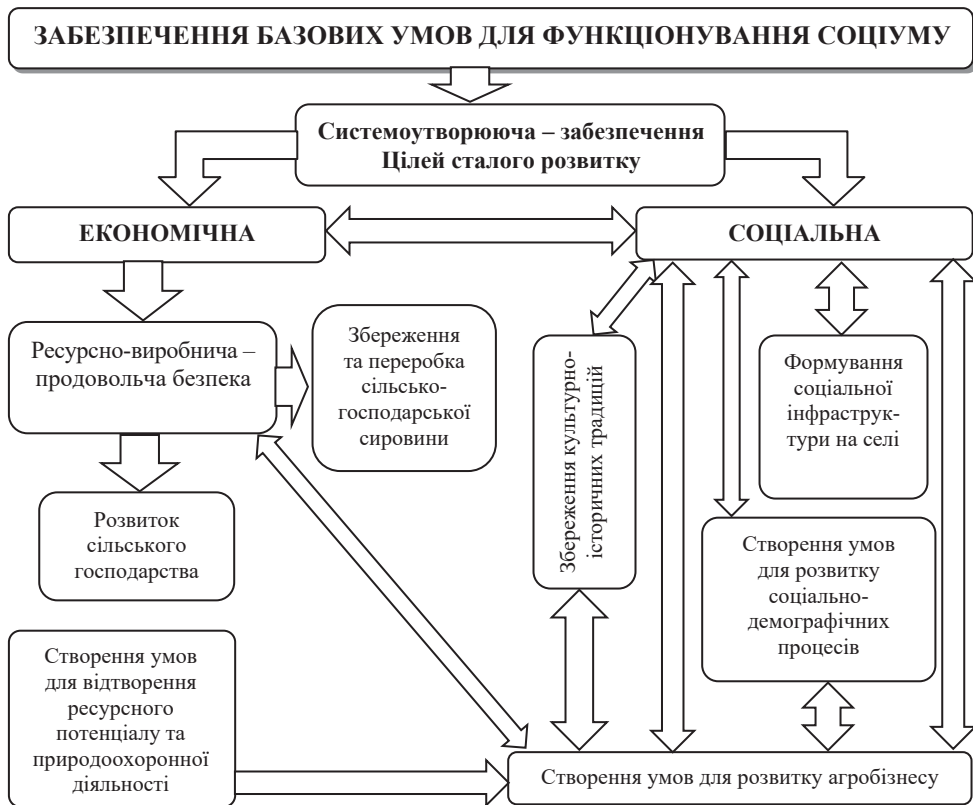 ЗАБЕЗПЕЧЕННЯ БАЗОВИХ УМОВ ДЛЯ ФУНКЦІОНУВАННЯ СОЦІУМУ
Системоутворююча – забезпечення
Цілей сталого розвитку
ЕКОНОМІЧНА
СОЦІАЛЬНА
Ресурсно-виробнича –
продовольча безпека
Збереження
та переробка
сільсько-
господарської
сировини
Збереження культурно-
історичних традицій
Формування
соціальної
інфраструк-
тури на селі
Розвиток
сільського
господарства
Створення умов
для розвитку
соціально-
демографічних
процесів
Створення умов
для відтворення
ресурсного
потенціалу та
природоохоронної
діяльності
Створення умов для розвитку агробізнесу